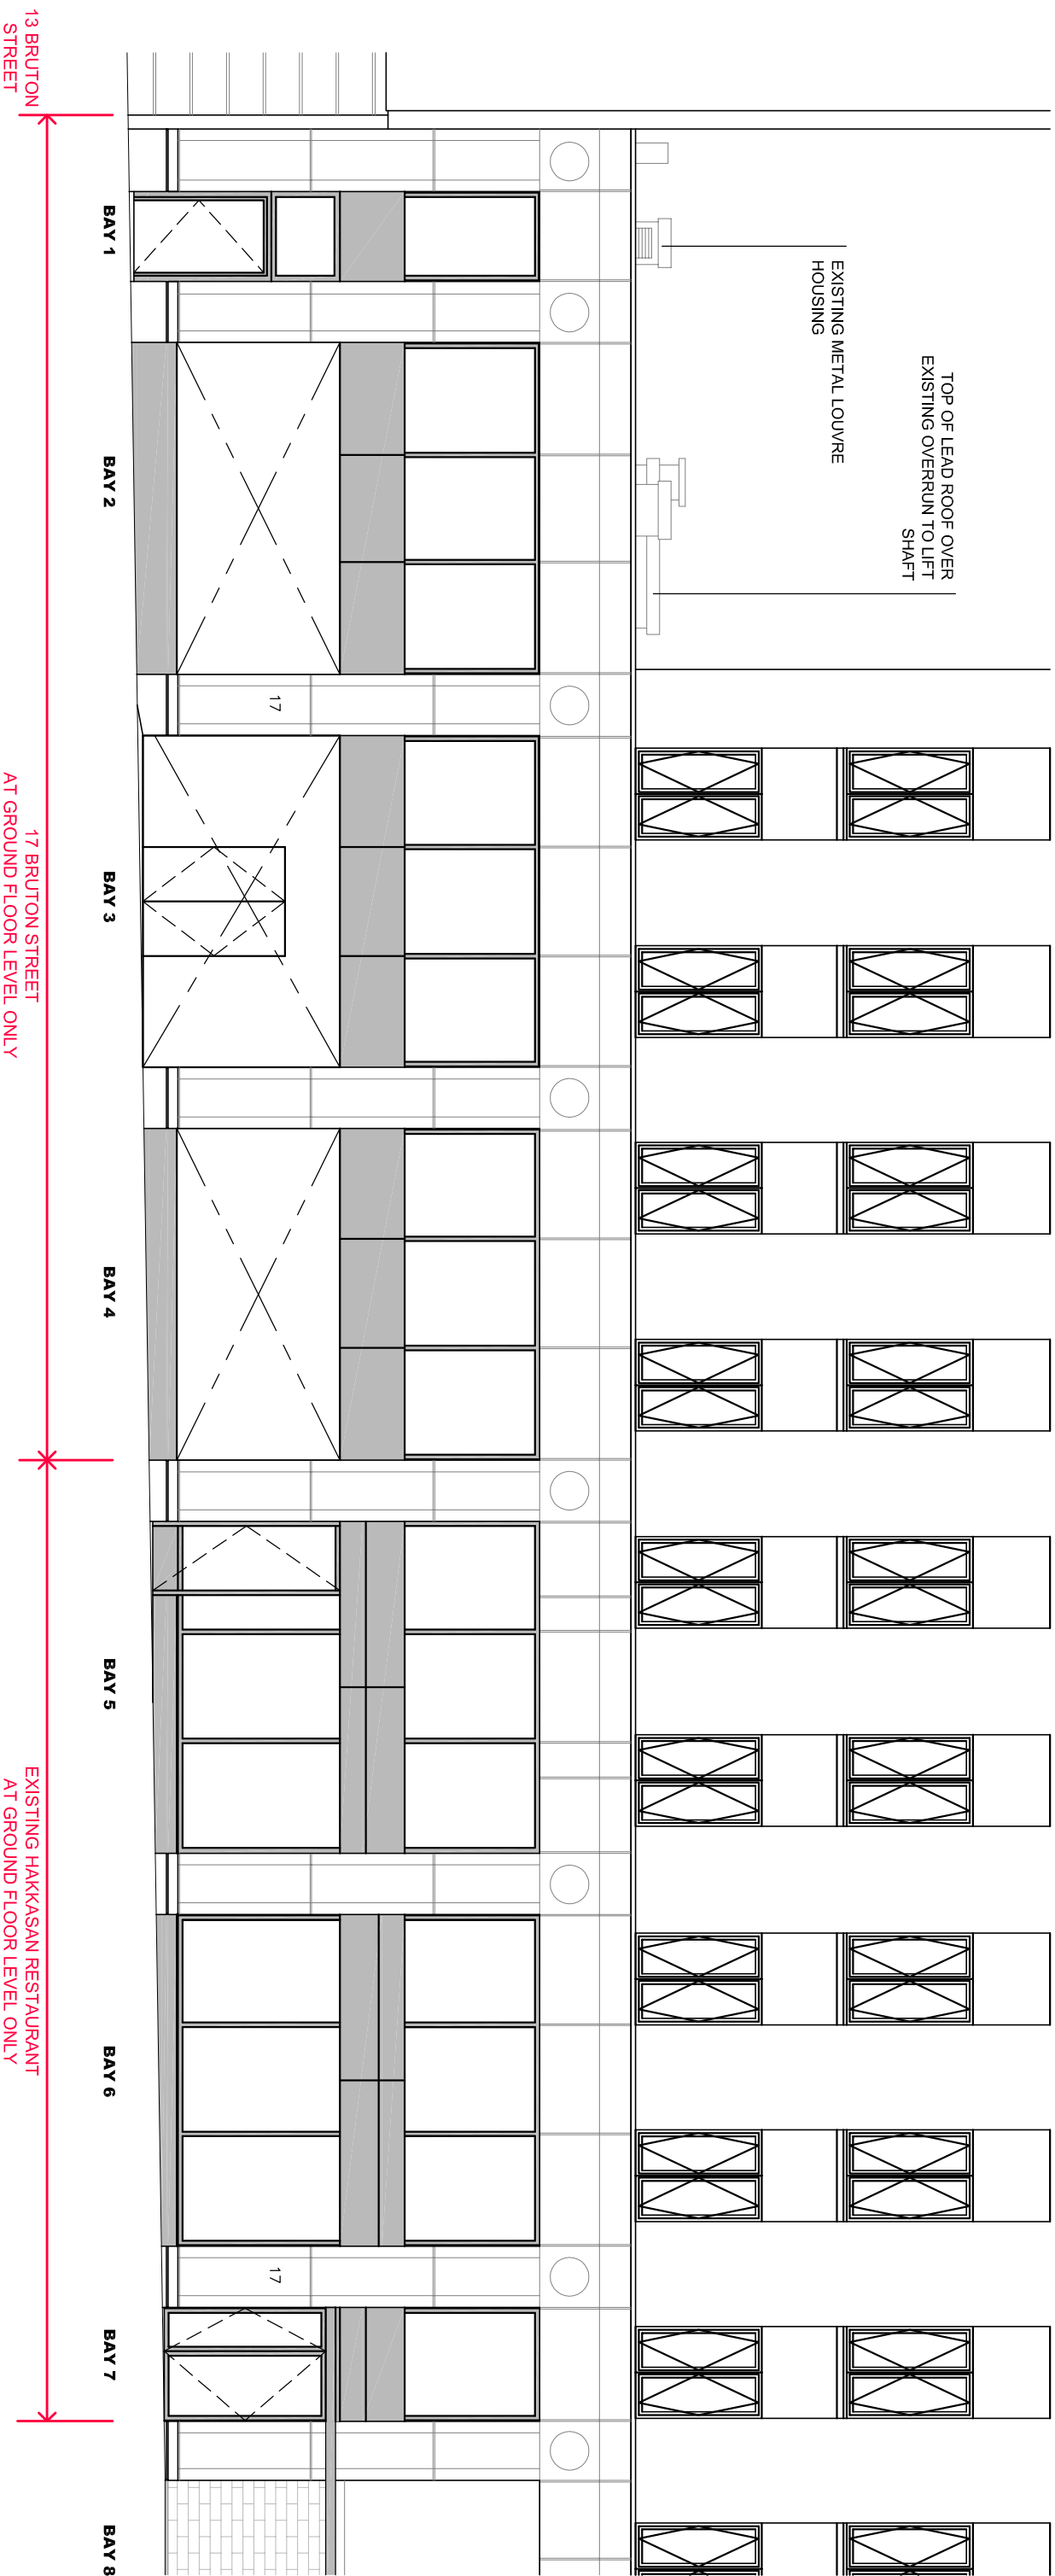 TOP OF LEAD ROOF OVER
EXISTING OVERRUN TO LIFT
SHAFT
EXISTING METAL LOUVRE
HOUSING
17
17
BAY 1
BAY 2
BAY 3
BAY 4
BAY 5
BAY 6
BAY 7
BAY 8
13 BRUTON
STREET
17 BRUTON STREET
AT GROUND FLOOR LEVEL ONLY
EXISTING HAKKASAN RESTAURANT
AT GROUND FLOOR LEVEL ONLY